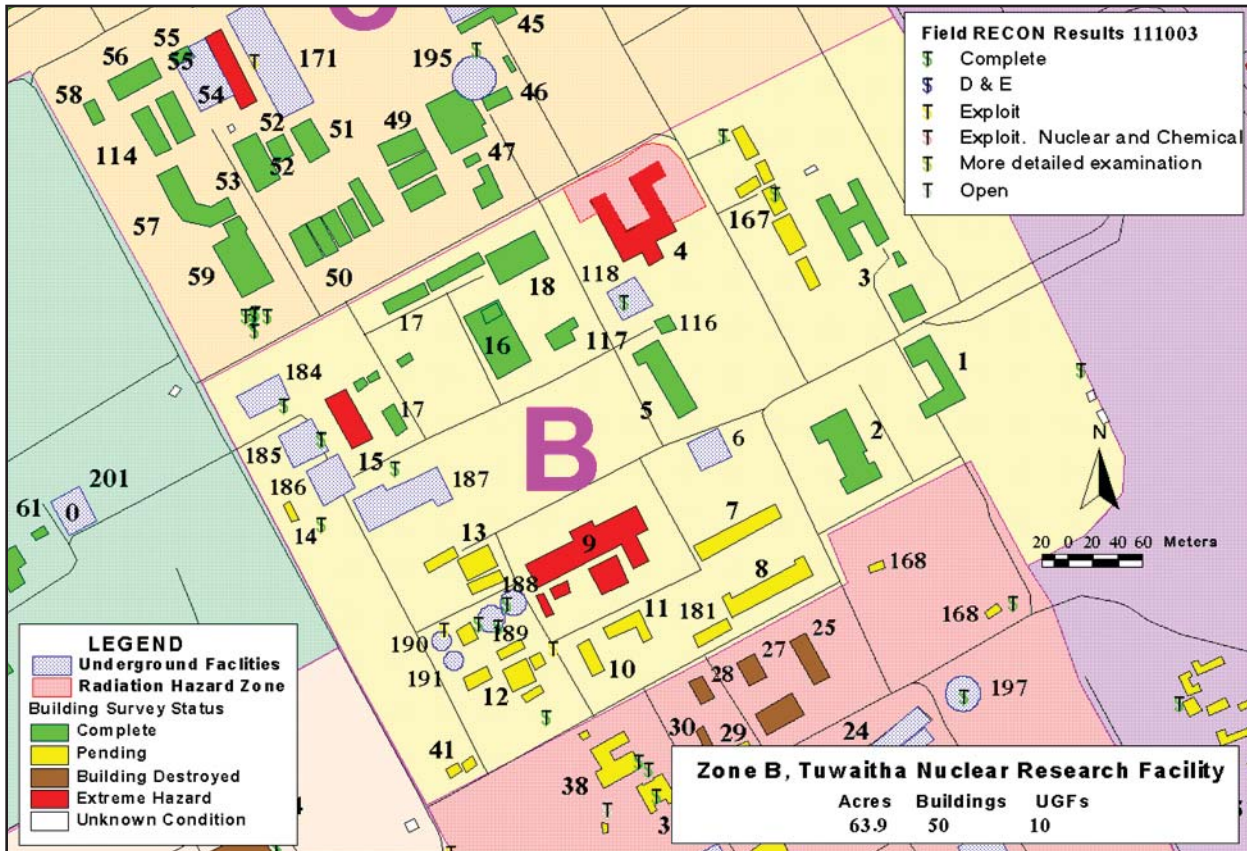 C
45
55
56
55
171
195
58
54
46
52
51
49
114
53
52
47
57
167
59
50
18
118
4
3
17
16
117
116
184
1
5
17
B
2
185
15
6
186
187
201
61
0
14
13
9
7
N
20 0 20 40 60 Meters
8
168
188
11
181
168
190
189
25
10
27
191
12
28
197
30
29
24
41
38
Field RECON Results 111003
T S Complete
T S D & E
T S Exploit
T S Exploit. Nuclear and Chemical
T S More detailed examination
T Open
LEGEND
Underground Faclities
Radiation Hazard Zone
Building Survey Status
Complete
Pending
Building Destroyed
Extreme Hazard
Unknown Condition
Zone B, Tuwaitha Nuclear Research Facility
Acres Buildings UGFs
63.9 50 10